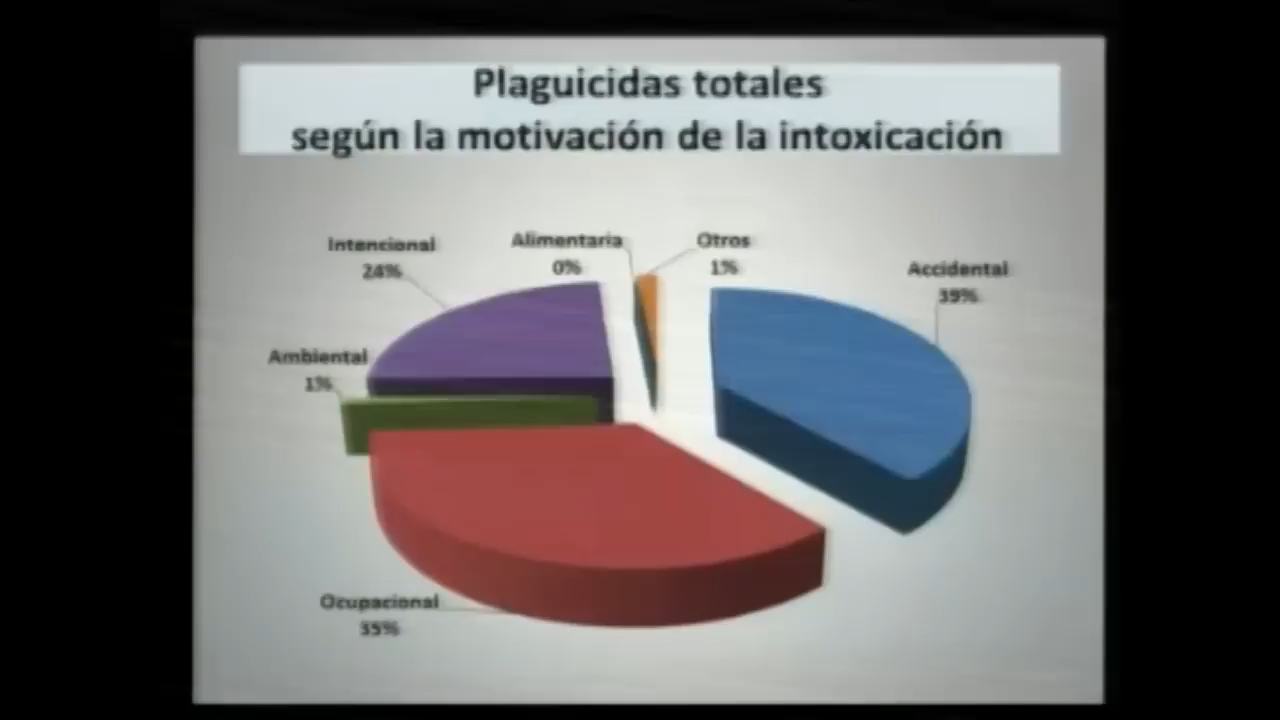 Plaguicidas totales
según la motivación de la intoxicación
Intencional
24%
Alimentaria
0%
Otros
1%
Accidental
39%
Ambiental
1%
Ocupacional
35%